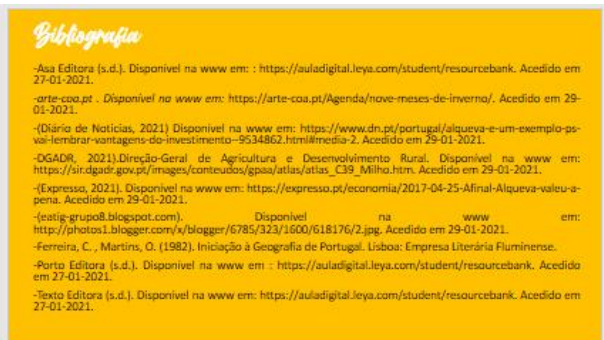 Bibliografia
-Asa Editora (s.d.). Disponível na www em: : https://auladigital.leya.com/student/resourcebank. Acedido em
27-01-2021.
-arte-coa.pt . Disponível na www em: https://arte-coa.pt/Agenda/nove-meses-de-inverno/. Acedido em 29-
01-2021.
-(Diário de Notícias, 2021) Disponível na www em: https://www.dn.pt/portugal/alqueva-e-um-exemplo-ps-
vai-lembrar-vantagens-do-investimento--9534862.html#media-2. Acedido em 29-01-2021.
-DGADR, 2021).Direção-Geral de Agricultura e Desenvolvimento Rural. Disponível na www em:
https://sir.dgadr.gov.pt/images/conteudos/gpaa/atlas/atlas_C39_Milho.htm. Acedido em 29-01-2021.
-(Expresso, 2021). Disponível na www em: https://expresso.pt/economia/2017-04-25-Afinal-Alqueva-valeu-a-
pena. Acedido em 29-01-2021.
-(eatig-grupo8.blogspot.com). Disponível na www em:
http://photos1.blogger.com/x/blogger/6785/323/1600/618176/2.jpg. Acedido em 29-01-2021.
-Ferreira, C. , Martins, O. (1982). Iniciação à Geografia de Portugal. Lisboa: Empresa Literária Fluminense.
-Porto Editora (s.d.). Disponível na www em : https://auladigital.leya.com/student/resourcebank. Acedido
em 27-01-2021.
-Texto Editora (s.d.). Disponível na www em: https://auladigital.leya.com/student/resourcebank. Acedido em
27-01-2021.